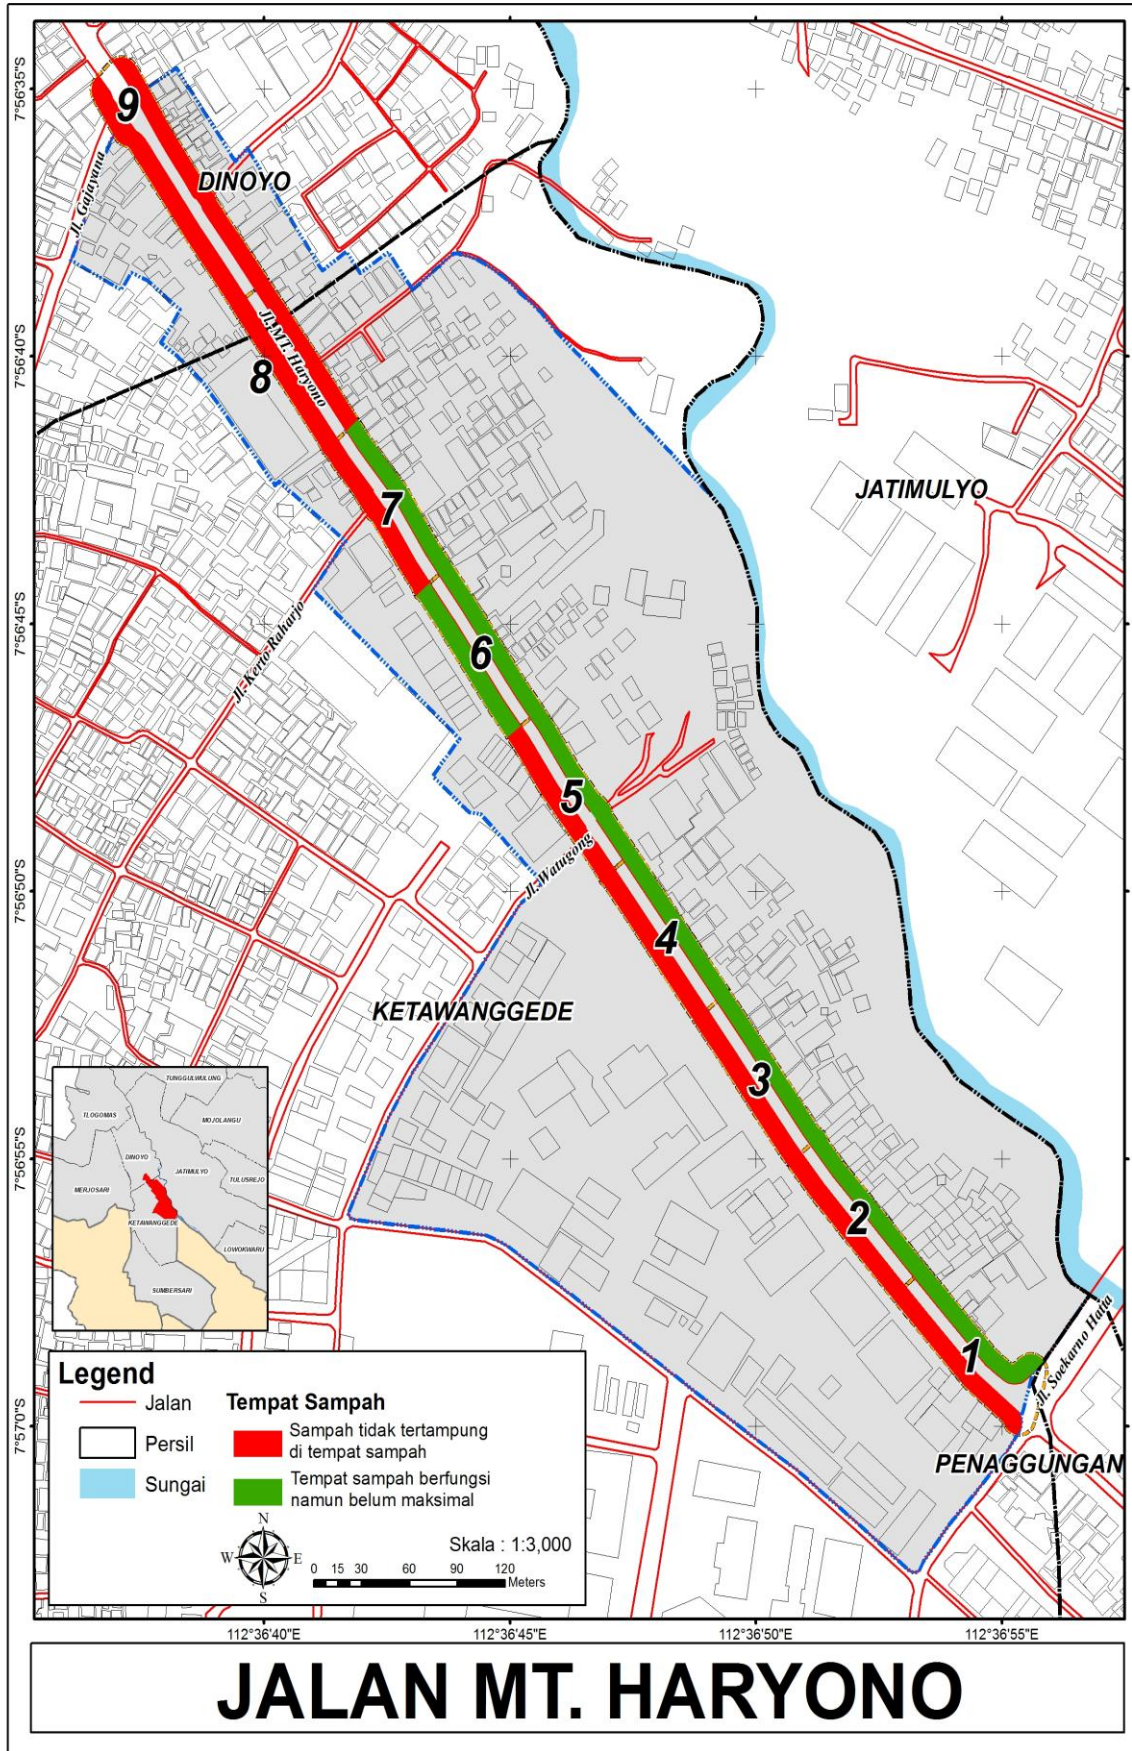 7°56'35"S
7°56'40"S
7°56'45"S
7°56'50"S
7°56'55"S
7°57'0"S
9
DINOYO
Jl. Gajayana
Jl. MT. Haryono
8
7
JATIMULYO
6
Jl. Kerto Raharjo
5
Jl. Watugong
4
KETAWANGGEDE
3
2
1
Jl. Soekarno Hatta
PENAGGUNGAN
TUNGGULWULUNG
TLOGOMAS
MOJOLANGU
DINOYO
JATIMULYO
TULUSREJO
MERJOSARI
KETAWANGGEDE
LOWOKWARU
SUMBERSARI
Legend
Jalan
Persil
Sungai
Tempat Sampah
Sampah tidak tertampung
di tempat sampah
Tempat sampah berfungsi
namun belum maksimal
N
W E
S
Skala : 1:3,000
0 15 30 60 90 120
Meters
112°36'40"E 112°36'45"E 112°36'50"E 112°36'55"E
JALAN MT. HARYONO